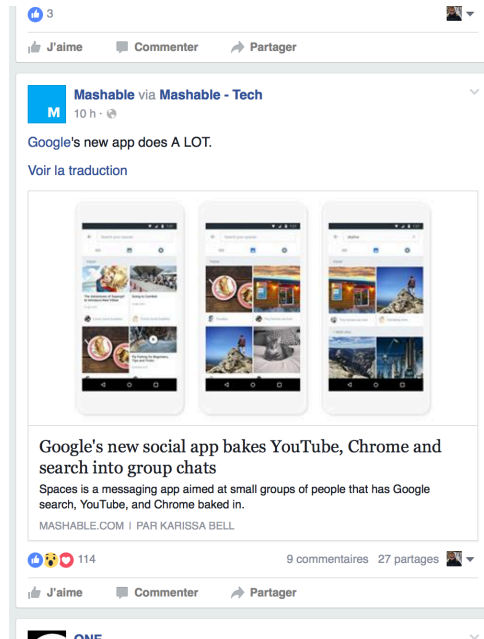 3
J'aime Commenter Partager
M
Mashable via Mashable - Tech
10 h ·
Google's new app does A LOT.
Voir la traduction
Google's new social app bakes YouTube, Chrome and
search into group chats
Spaces is a messaging app aimed at small groups of people that has Google
search, YouTube, and Chrome baked in.
MASHABLE.COM | PAR KARISSA BELL
114 9 commentaires 27 partages
J'aime Commenter Partager
ONE